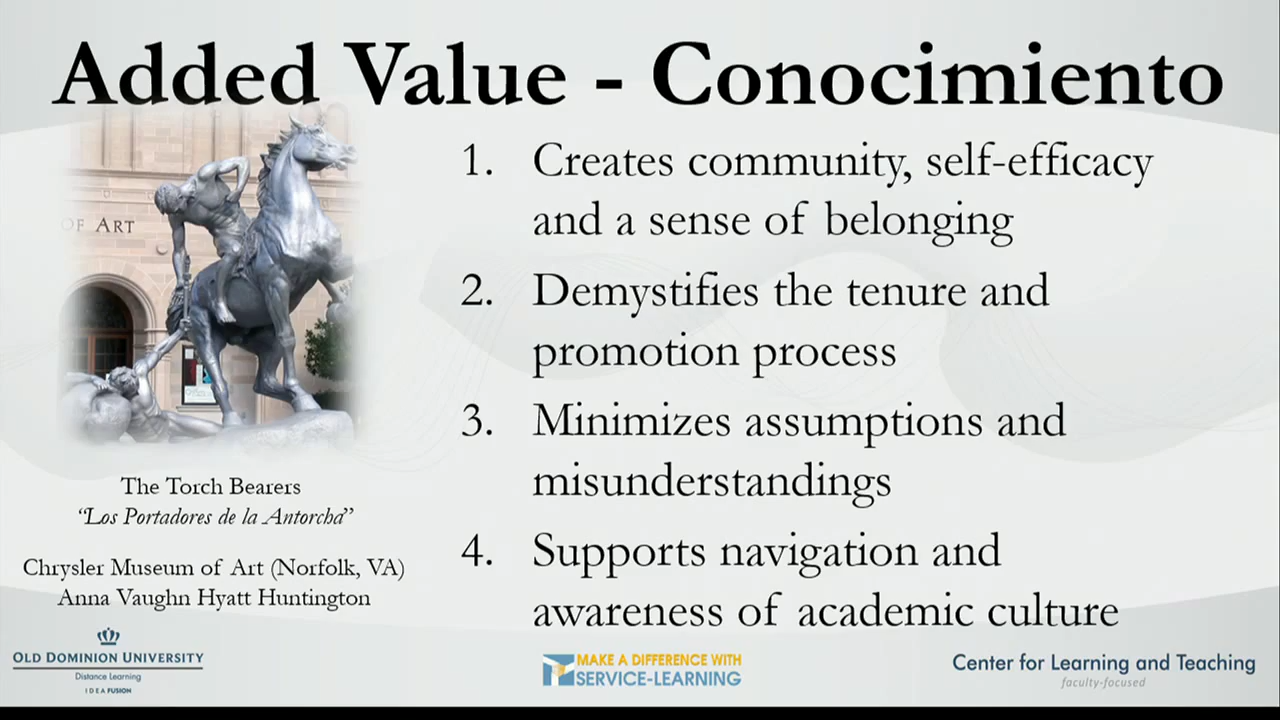 Added Value - Conocimiento
OF ART
The Torch Bearers
“Los Portadores de la Antorcha”
Chrysler Museum of Art (Norfolk, VA)
Anna Vaughn Hyatt Huntington
1. Creates community, self-efficacy
and a sense of belonging
2. Demystifies the tenure and
promotion process
3. Minimizes assumptions and
misunderstandings
4. Supports navigation and
awareness of academic culture
OLD DOMINION UNIVERSITY
Distance Learning
IDEA FUSION
MAKE A DIFFERENCE WITH
SERVICE-LEARNING
Center for Learning and Teaching
faculty-focused